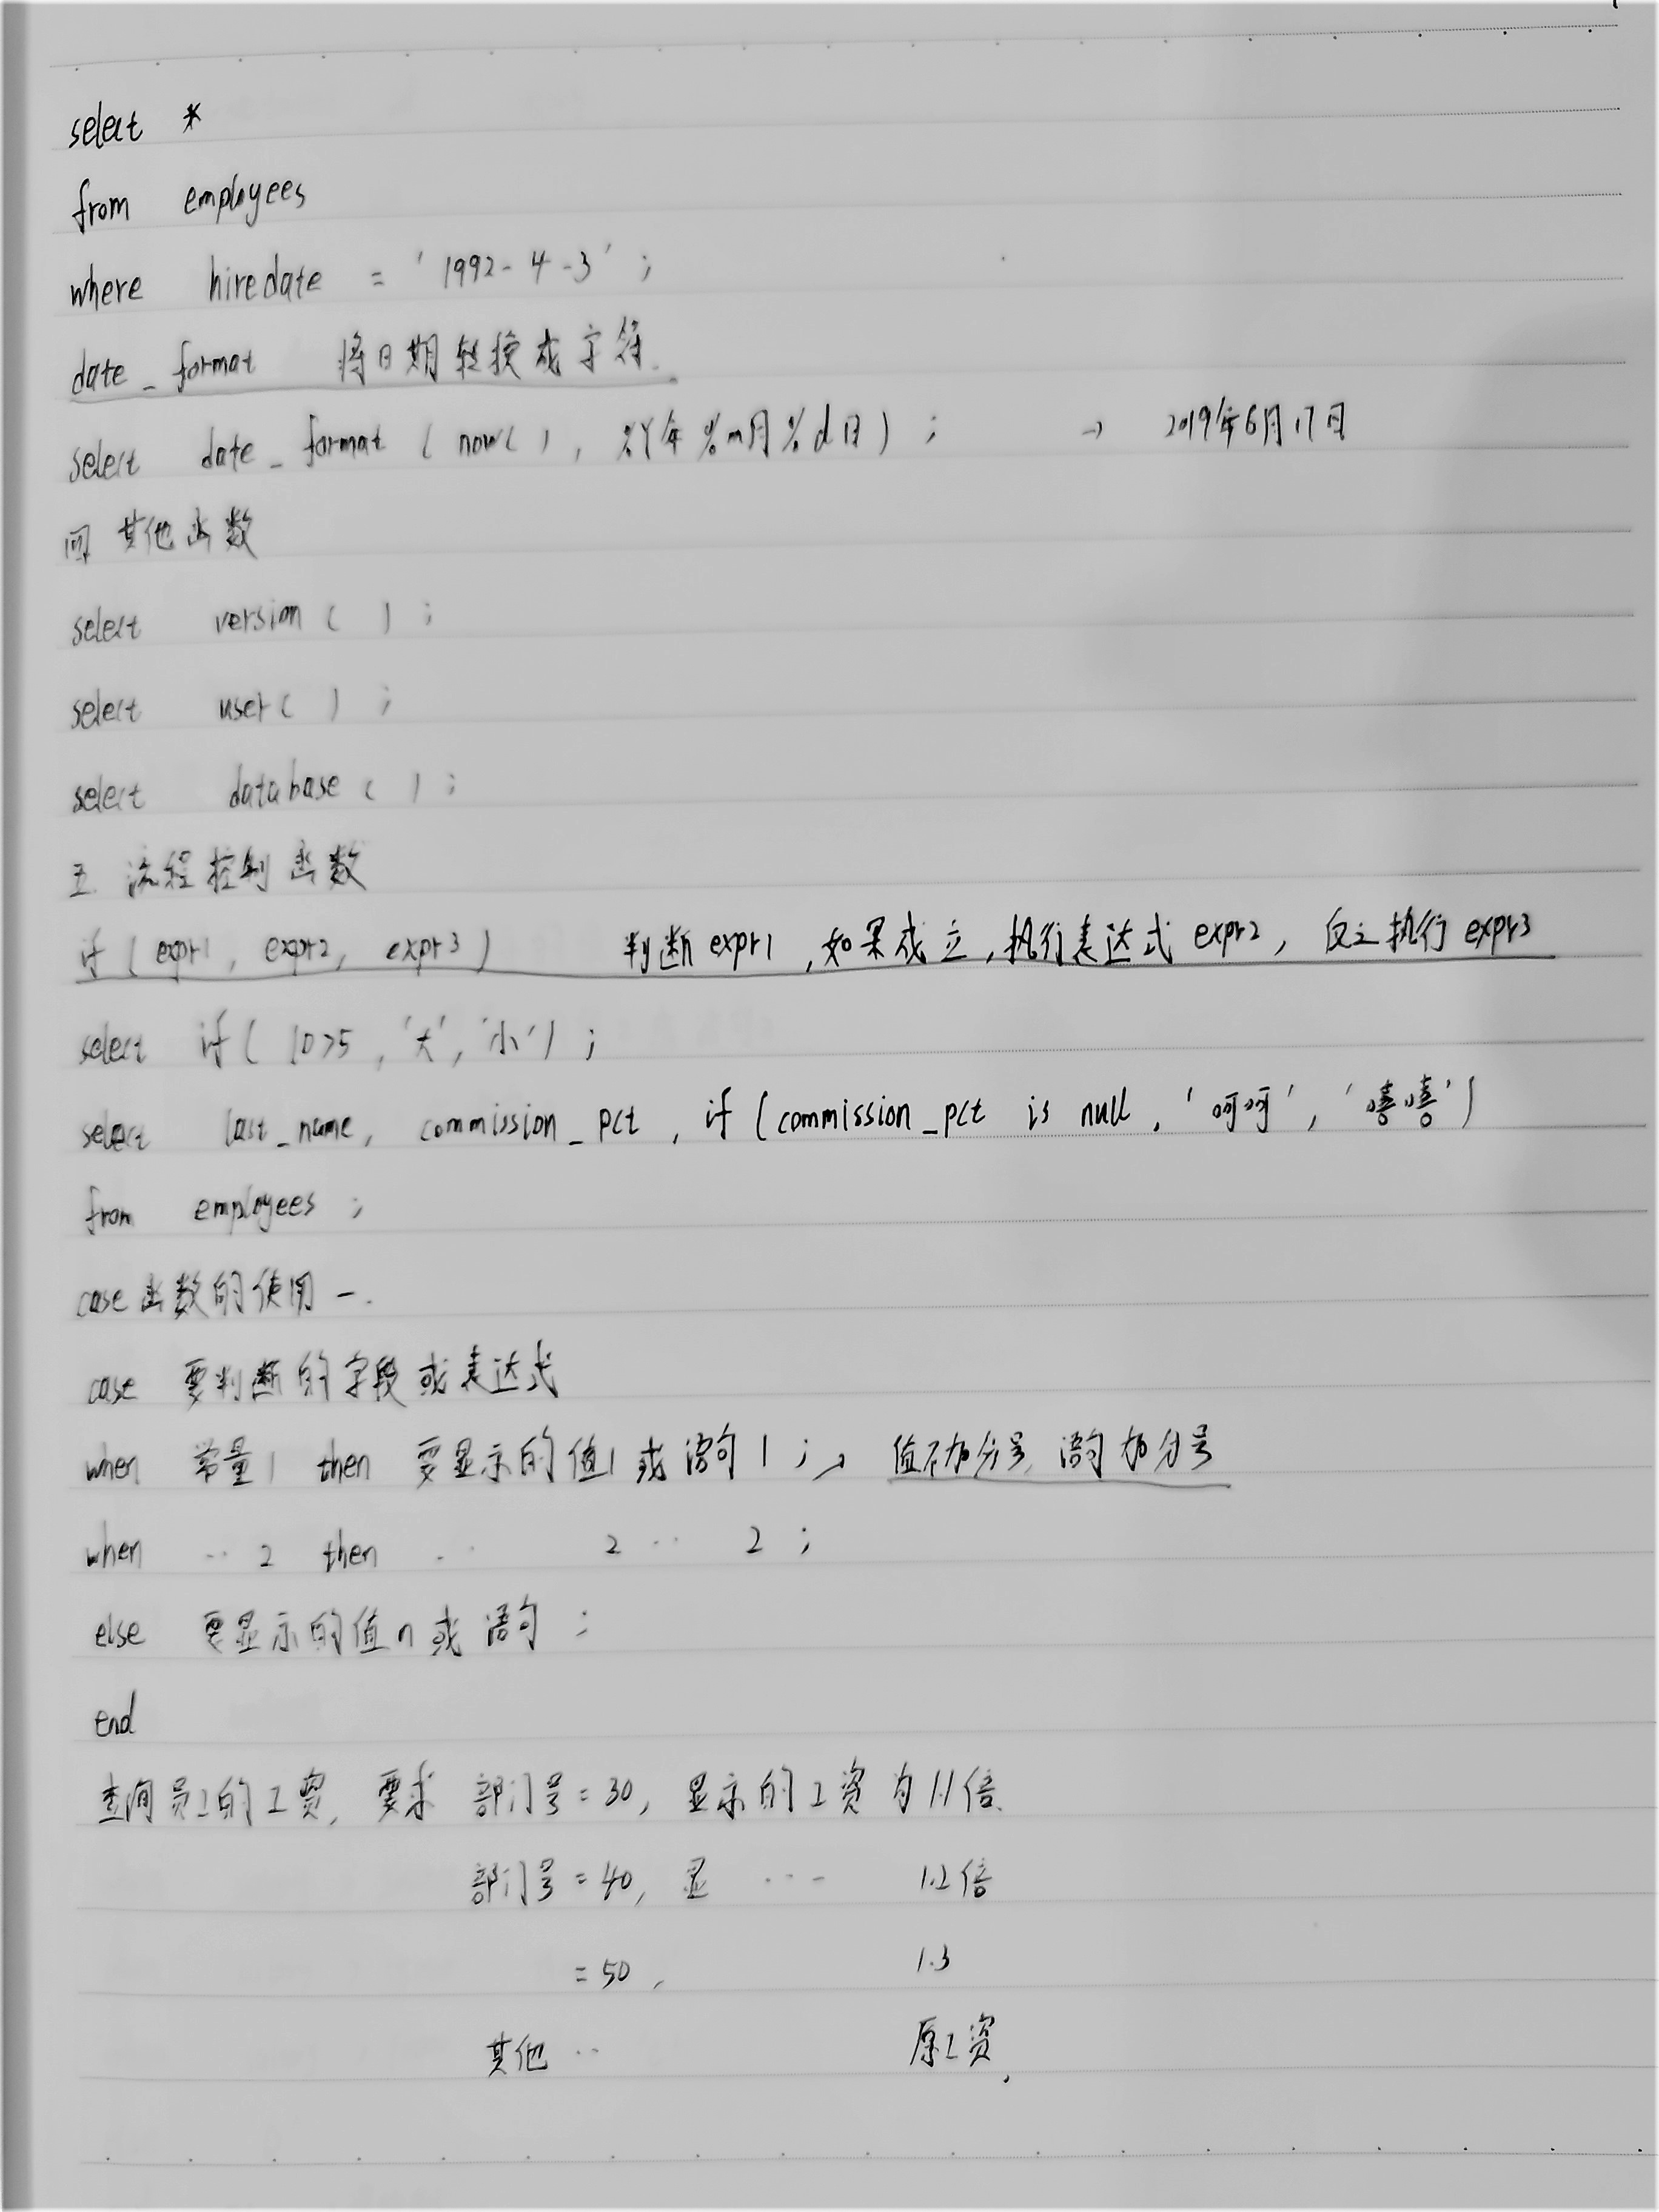 select *
from employees
where hiredate = '1992-4-3';
date_format 将日期转换成字符.
select date_format (now(), %Y年%m月%d日); → 2019年6月17日
四 其他函数
select version ( );
select user( );
select database ( );
五. 流程控制函数
if (expr1, expr2, expr3) 判断expr1,如果成立,执行表达式expr2, 反之执行expr3
select if( 10>5, '大', '小');
select last_name, commission_pct, if (commission_pct is null, '呵呵', '嘻嘻')
from employees;
case函数的使用一.
case 要判断的字段或表达式
when 常量1 then 要显示的值1或语句1; → 值不加分号, 语句加分号
when ·· 2 then ·· 2 ·· 2;
else 要显示的值n或语句;
end
查询员工的工资, 要求 部门号=30, 显示的工资为1.1倍.
部门号=40, 显 ··· 1.2倍
=50, 1.3
其他 ·· 原工资.